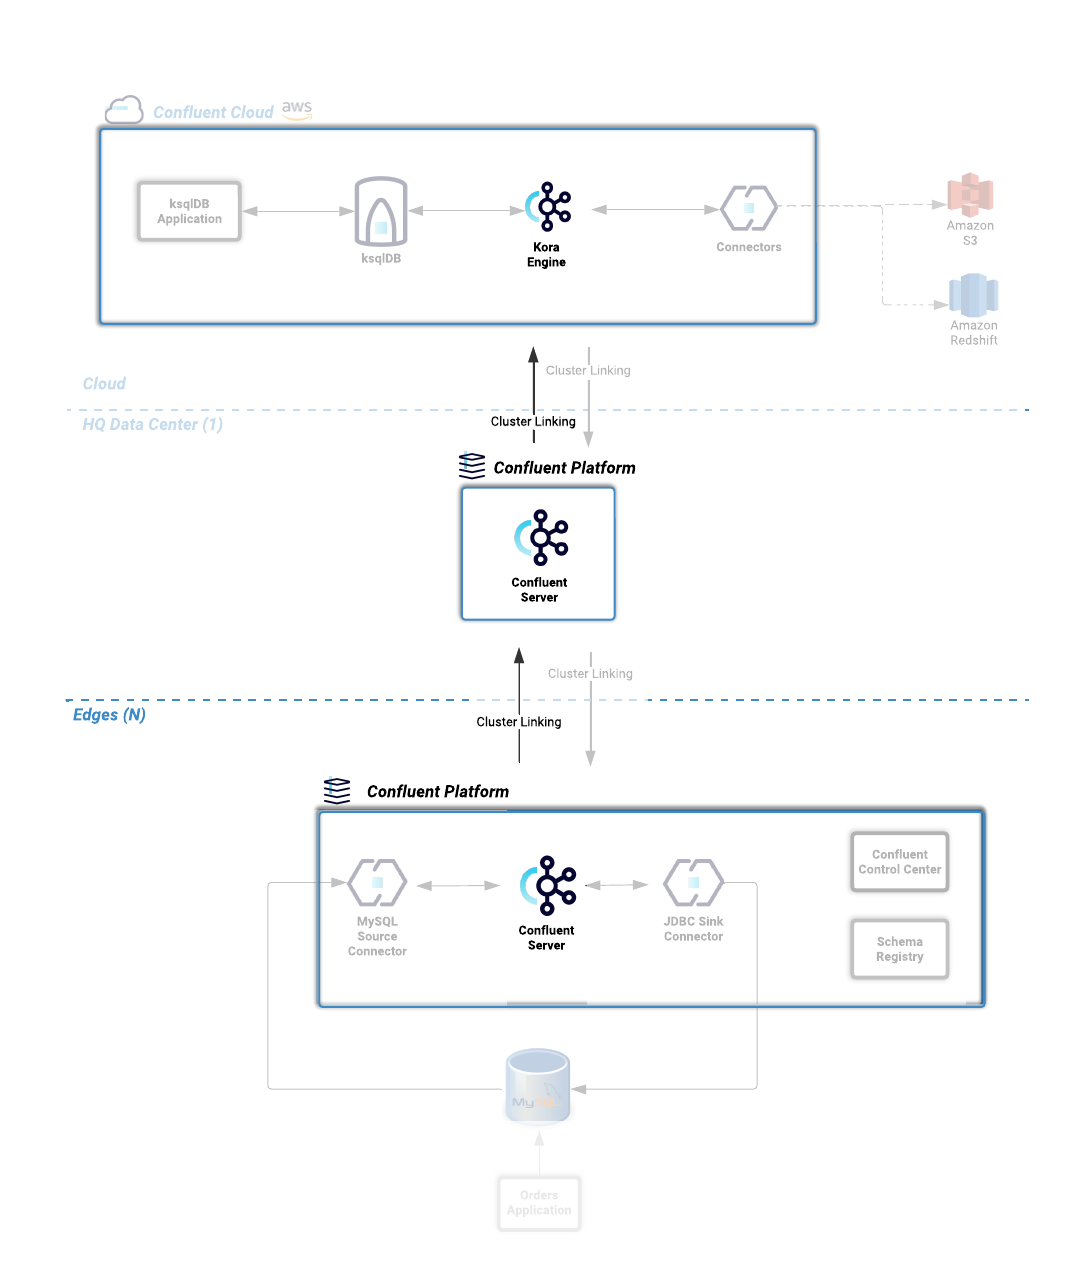 Confluent Cloud
aws
ksqlDB
Application
ksqlDB
Kora
Engine
Connectors
Amazon
S3
Amazon
Redshift
Cluster Linking
Cloud
HQ Data Center (1)
Cluster Linking
Confluent Platform
Confluent
Server
Cluster Linking
Edges (N)
Cluster Linking
Confluent Platform
MySQL
Source
Connector
Confluent
Server
JDBC Sink
Connector
Confluent
Control Center
Schema
Registry
MySQL
Orders
Application